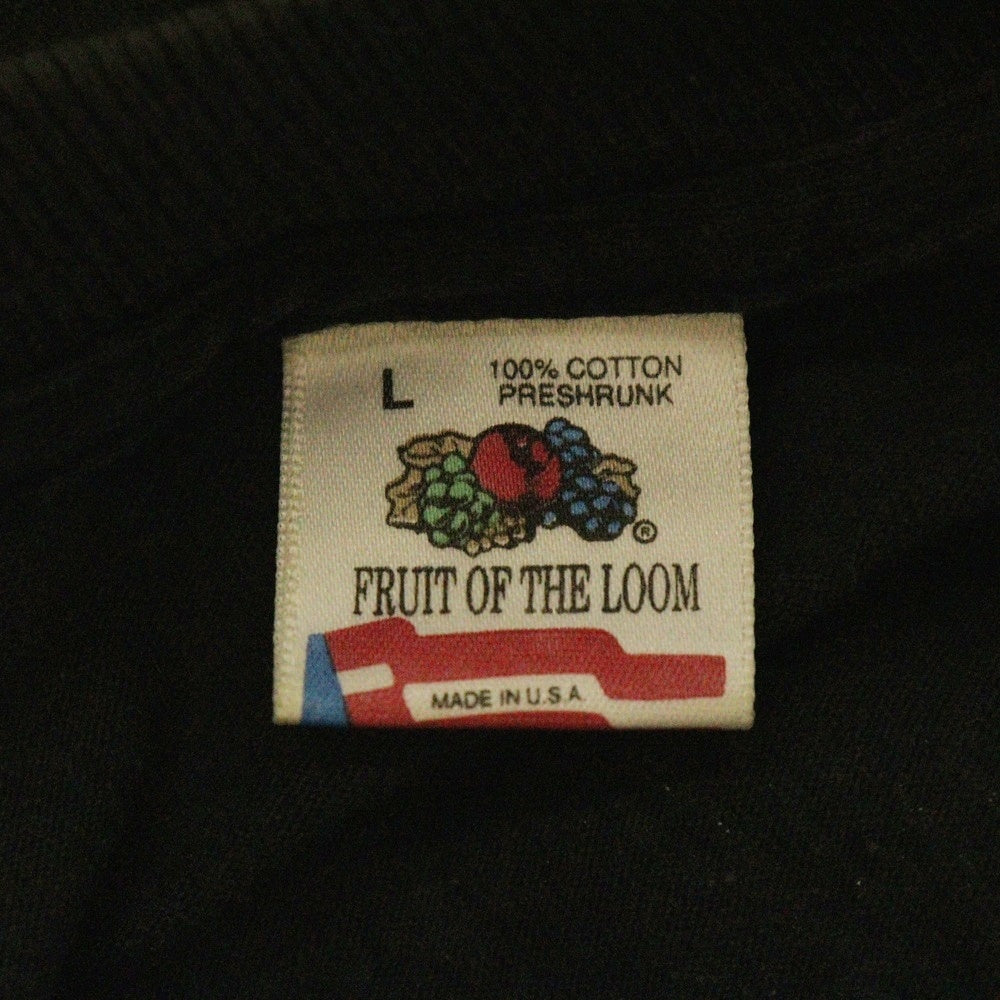 L
100% COTTON
PRESHRUNK
®
FRUIT OF THE LOOM
MADE IN U.S.A.